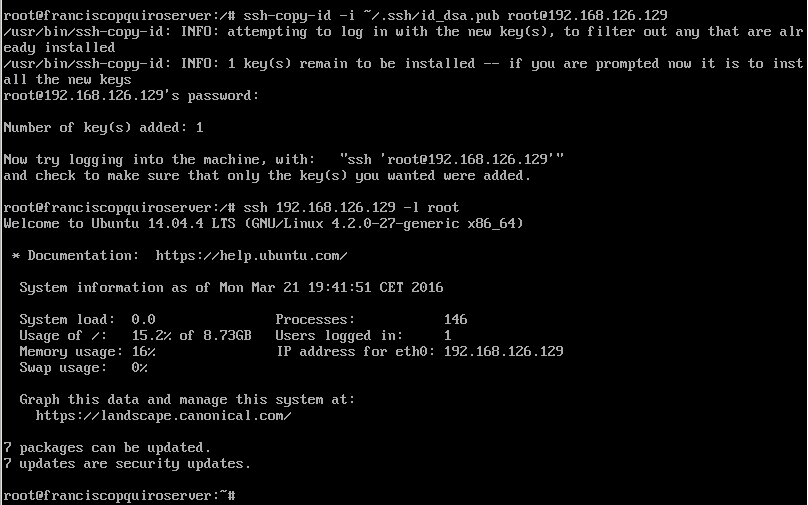 root@franciscopquiroserver:/# ssh-copy-id -i ~/.ssh/id_dsa.pub root@192.168.126.129
/usr/bin/ssh-copy-id: INFO: attempting to log in with the new key(s), to filter out any that are alr
eady installed
/usr/bin/ssh-copy-id: INFO: 1 key(s) remain to be installed -- if you are prompted now it is to inst
all the new keys
root@192.168.126.129's password:
Number of key(s) added: 1
Now try logging into the machine, with:   "ssh 'root@192.168.126.129'"
and check to make sure that only the key(s) you wanted were added.
root@franciscopquiroserver:/# ssh 192.168.126.129 -l root
Welcome to Ubuntu 14.04.4 LTS (GNU/Linux 4.2.0-27-generic x86_64)
 * Documentation:  https://help.ubuntu.com/
  System information as of Mon Mar 21 19:41:51 CET 2016
  System load:  0.0               Processes:           146
  Usage of /:   15.2% of 8.73GB   Users logged in:     1
  Memory usage: 16%               IP address for eth0: 192.168.126.129
  Swap usage:   0%
  Graph this data and manage this system at:
    https://landscape.canonical.com/
7 packages can be updated.
7 updates are security updates.
root@franciscopquiroserver:~#